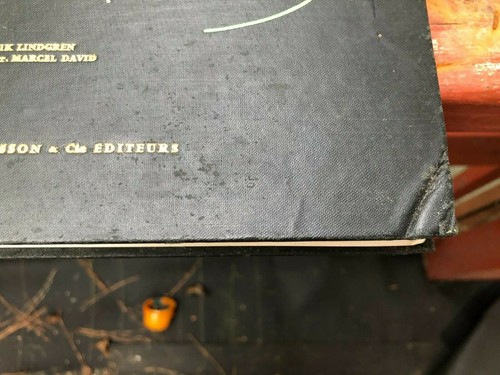 IK LINDGREN
T. MARCEL DAVID
SSON & Cie ÉDITEURS